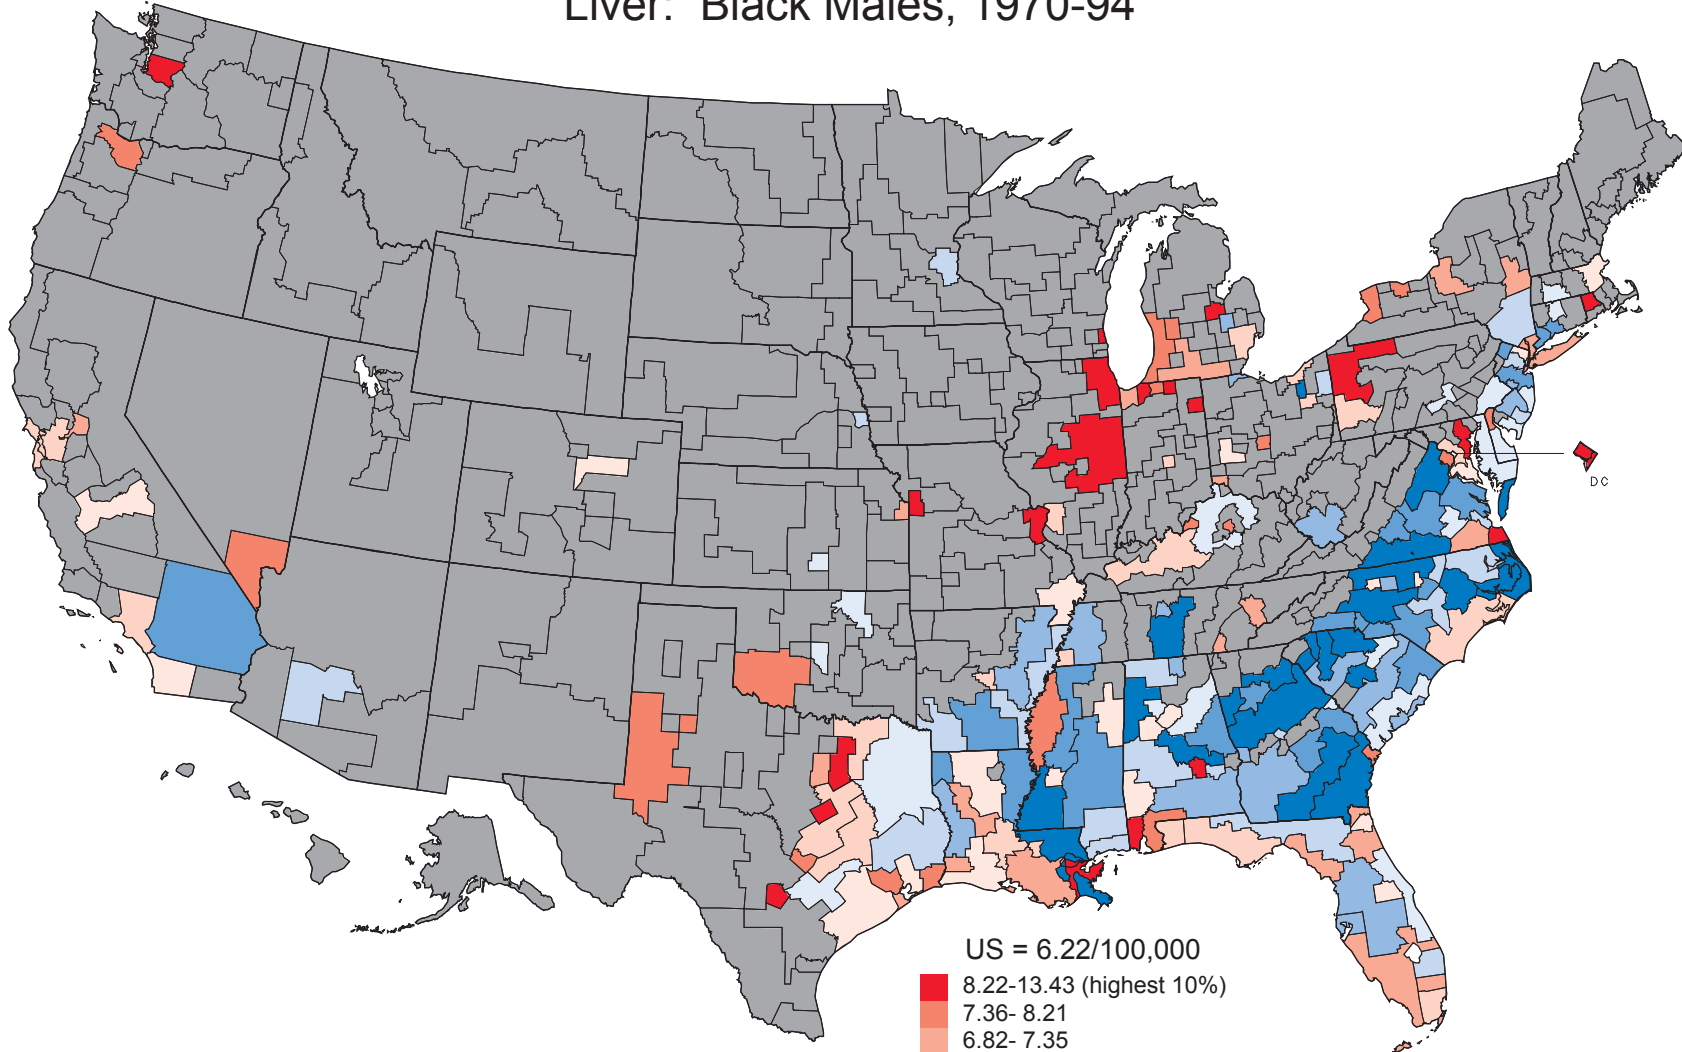 Liver: Black Males, 1970-94
DC
US = 6.22/100,000
8.22-13.43 (highest 10%)
7.36- 8.21
6.82- 7.35